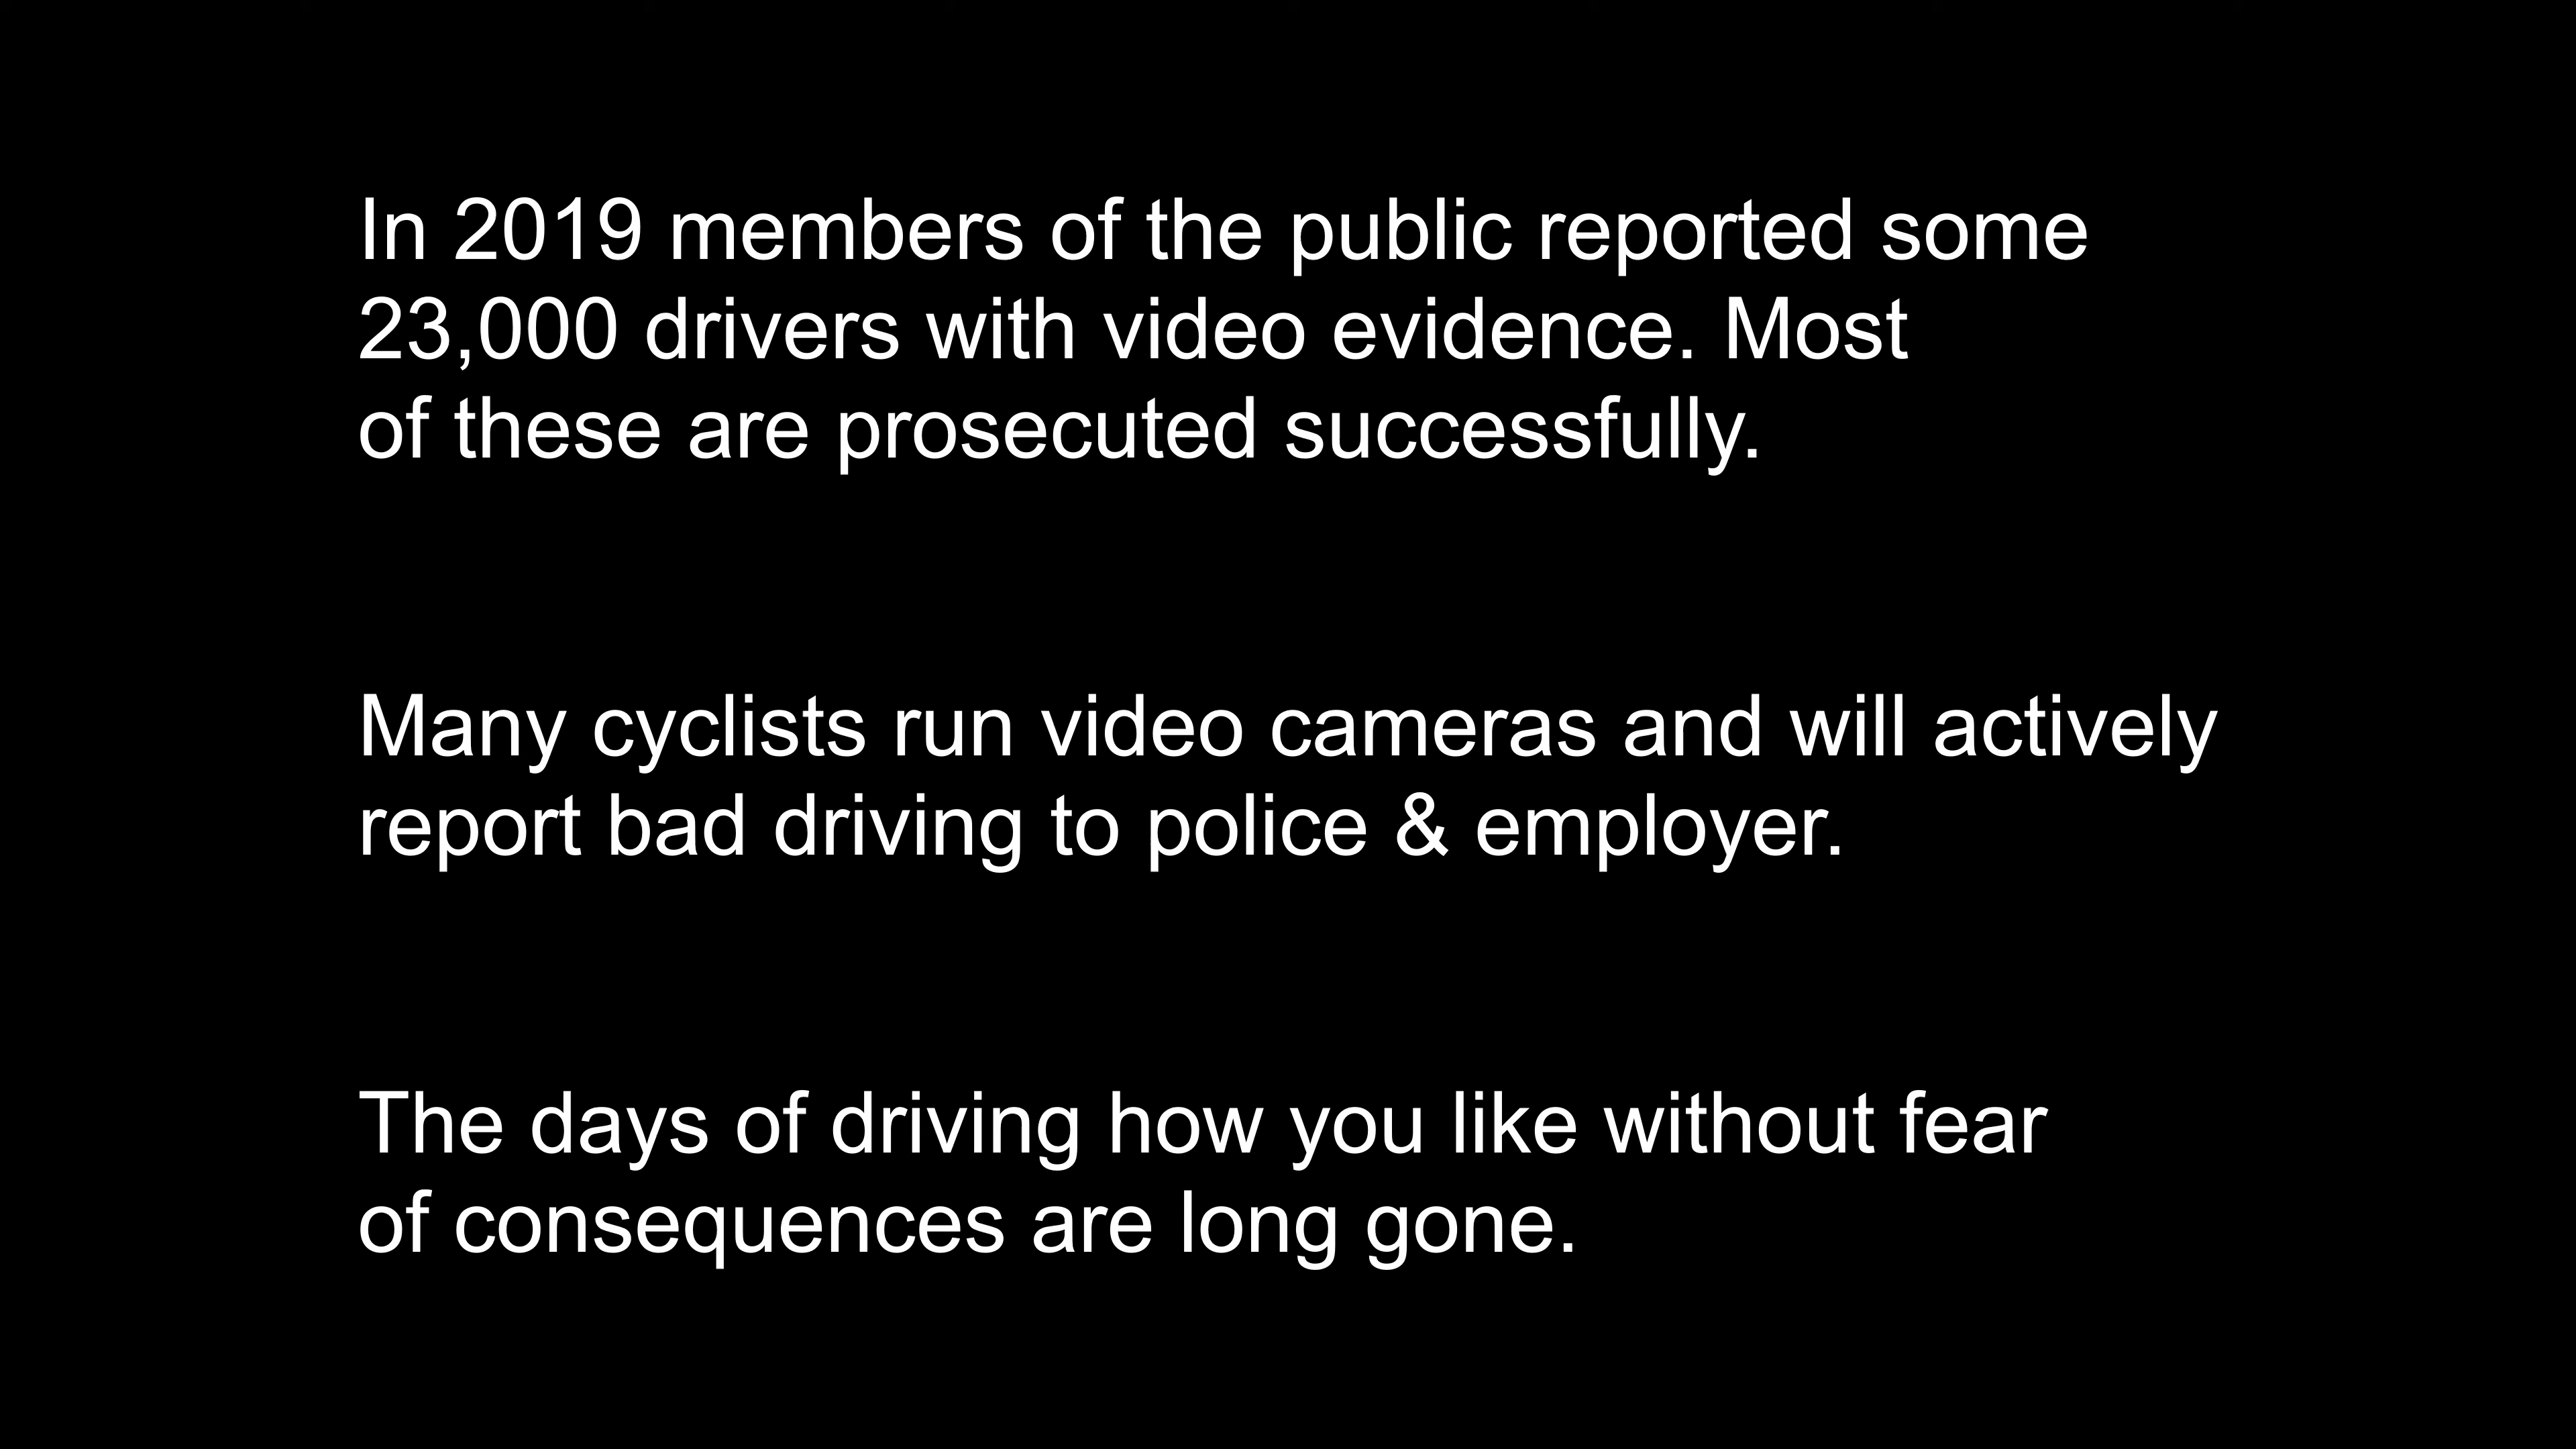 In 2019 members of the public reported some
23,000 drivers with video evidence. Most
of these are prosecuted successfully.
Many cyclists run video cameras and will actively
report bad driving to police & employer.
The days of driving how you like without fear
of consequences are long gone.